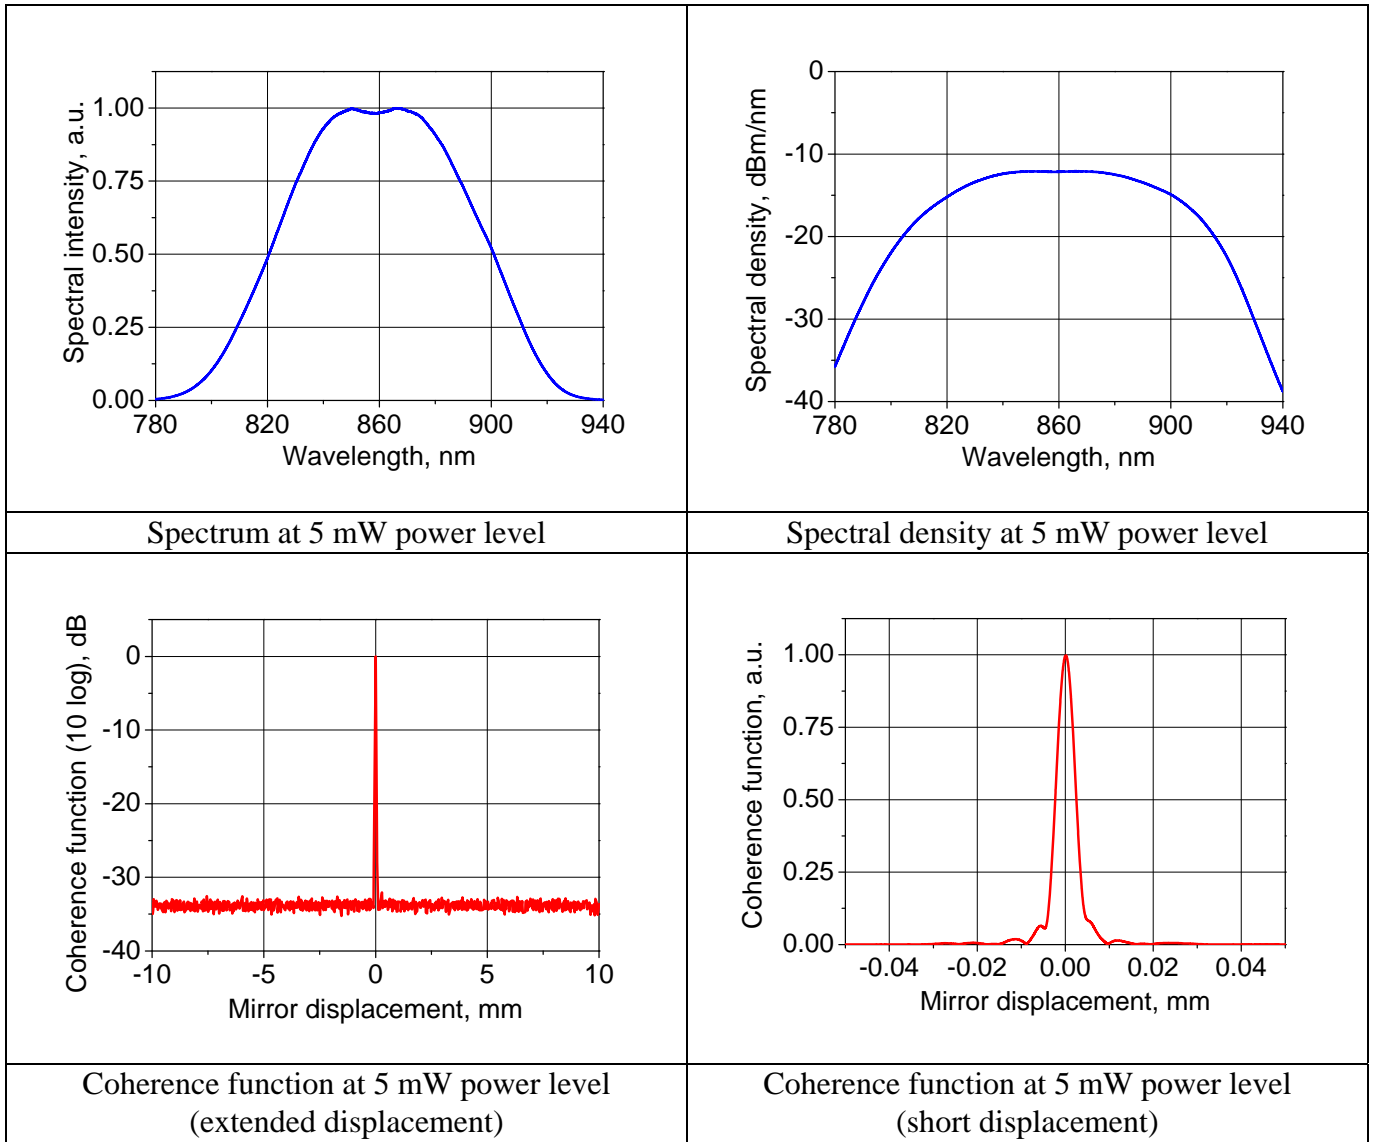 Spectral intensity, a.u.
1.00
0.75
0.50
0.25
0.00
780 820 860 900 940
Wavelength, nm
Spectral density, dBm/nm
0
-10
-20
-30
-40
780 820 860 900 940
Wavelength, nm
Spectrum at 5 mW power level
Spectral density at 5 mW power level
Coherence function (10 log), dB
0
-10
-20
-30
-40
-10 -5 0 5 10
Mirror displacement, mm
Coherence function, a.u.
1.00
0.75
0.50
0.25
0.00
-0.04 -0.02 0.00 0.02 0.04
Mirror displacement, mm
Coherence function at 5 mW power level
(extended displacement)
Coherence function at 5 mW power level
(short displacement)